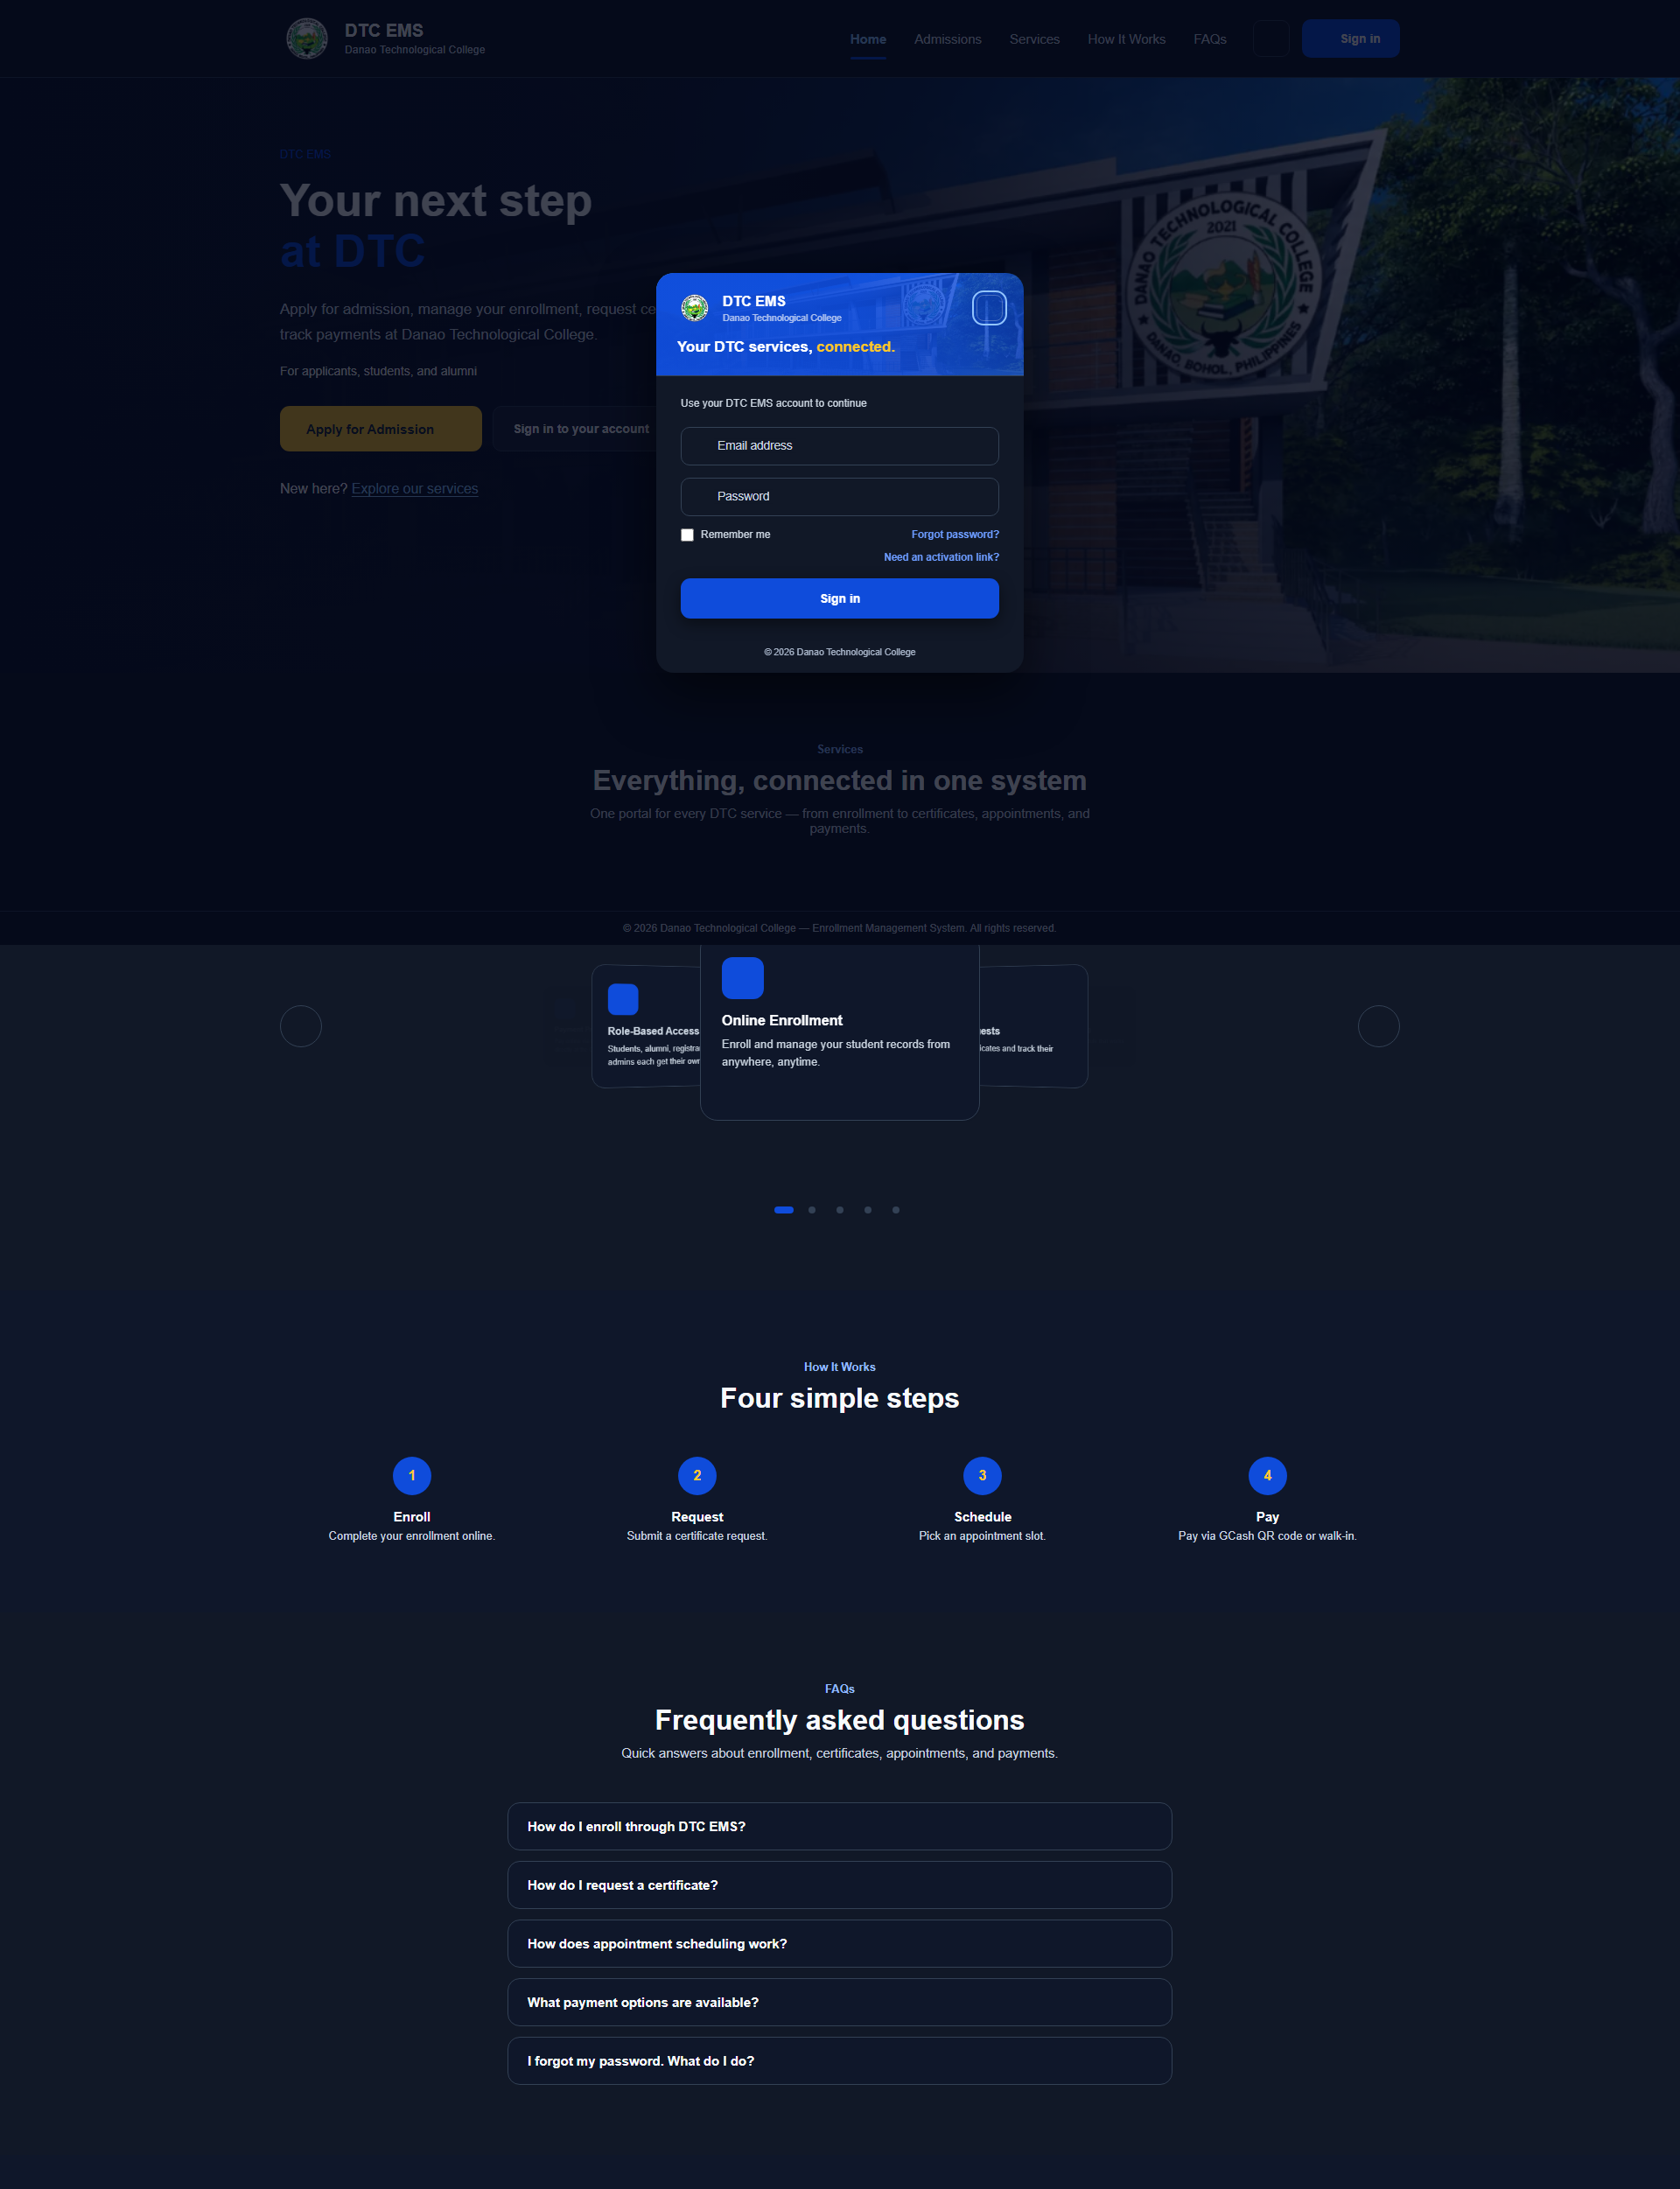 DTC EMS
Danao Technological College
Home
Admissions
Services
How It Works
FAQs
Sign in
DTC EMS
Your next step
at DTC
Apply for admission, manage your enrollment, request ce
track payments at Danao Technological College.
For applicants, students, and alumni
Apply for Admission
Sign in to your account
New here? Explore our services
DANAO TECHNOLOGICAL COLLEGE
2021
DANAO, BOHOL, PHILIPPINES
DTC EMS
Danao Technological College
Your DTC services, connected.
Use your DTC EMS account to continue
Email address
Password
Remember me
Forgot password?
Need an activation link?
Sign in
© 2026 Danao Technological College
Services
Everything, connected in one system
One portal for every DTC service — from enrollment to certificates, appointments, and
payments.
© 2026 Danao Technological College — Enrollment Management System. All rights reserved.
Role-Based Access
Students, alumni, registra
admins each get their own
Online Enrollment
Enroll and manage your student records from
anywhere, anytime.
ests
icates and track their
How It Works
Four simple steps
1
Enroll
Complete your enrollment online.
2
Request
Submit a certificate request.
3
Schedule
Pick an appointment slot.
4
Pay
Pay via GCash QR code or walk-in.
FAQs
Frequently asked questions
Quick answers about enrollment, certificates, appointments, and payments.
How do I enroll through DTC EMS?
How do I request a certificate?
How does appointment scheduling work?
What payment options are available?
I forgot my password. What do I do?